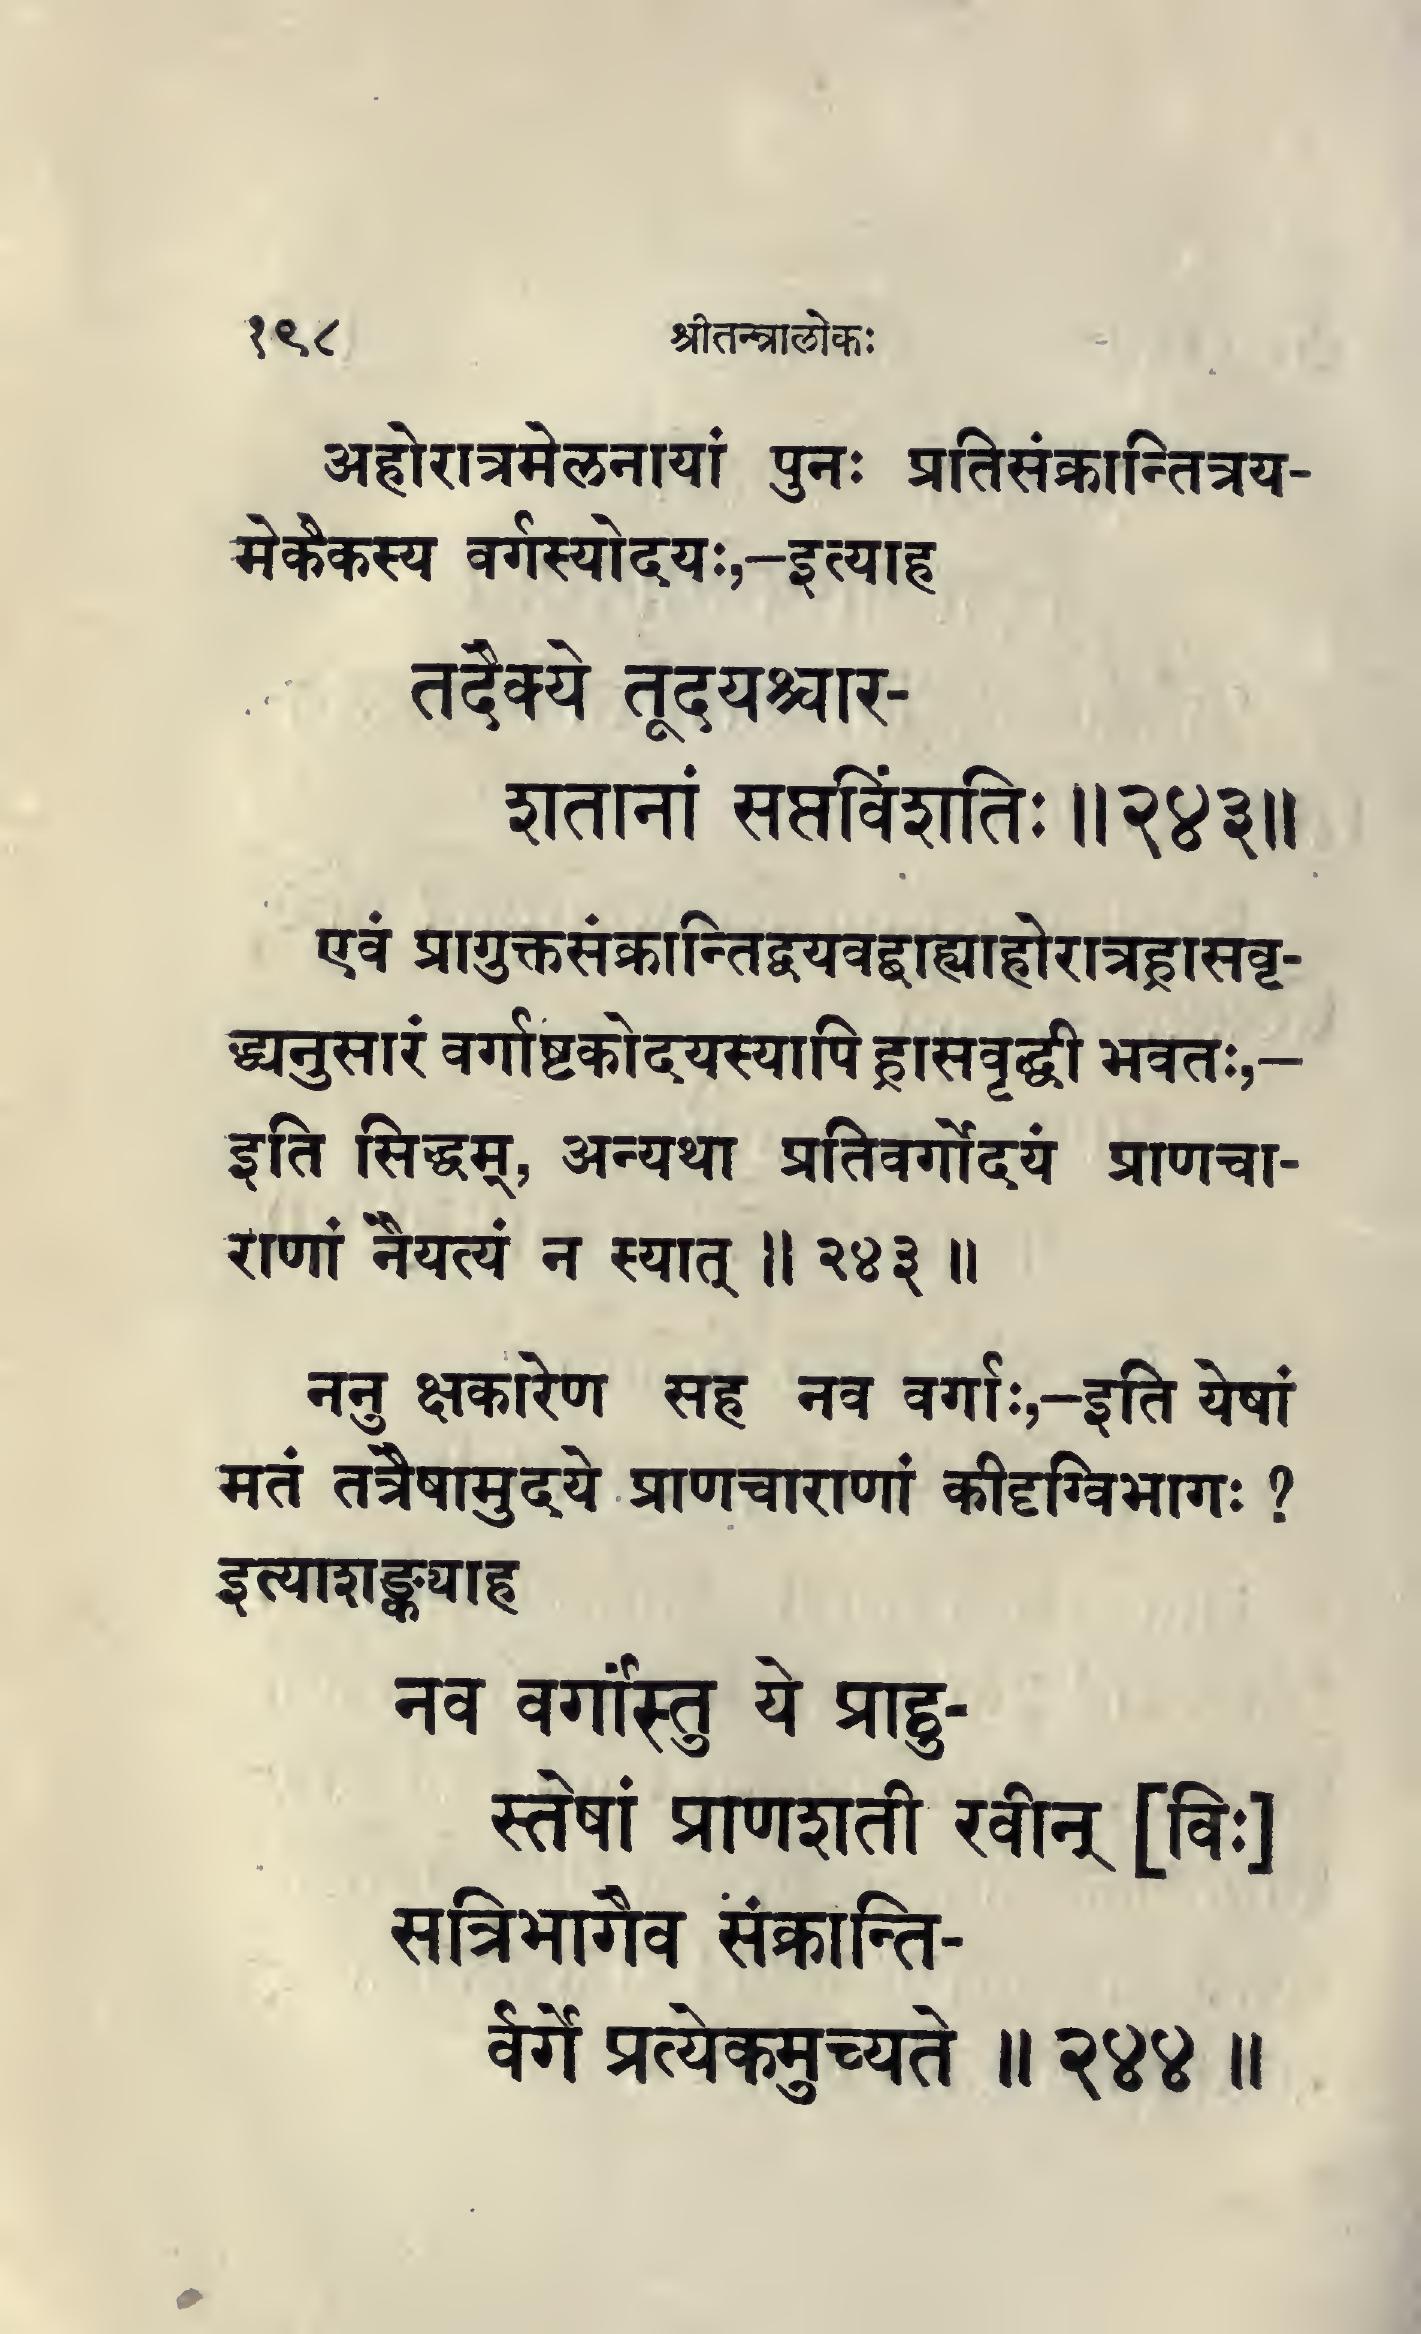 १९८ श्रीतन्त्रालोकः
अहोरात्रमेलनायां पुनः प्रतिसंक्रान्तित्रय-
मेकैकस्य वर्गस्योदयः,—इत्याह
तदैक्ये तूदयश्चार-
शतानां सप्तविंशतिः ॥२४३॥
एवं प्रागुक्तसंक्रान्तिद्वयवद्बाह्याहोरात्रह्रासवृ-
द्ध्यनुसारं वर्गाष्टकोदयस्यापि ह्रासवृद्धी भवतः,—
इति सिद्धम्, अन्यथा प्रतिवर्गोदयं प्राणचा-
राणां नैयत्यं न स्यात् ॥ २४३ ॥
ननु क्षकारेण सह नव वर्गाः,—इति येषां
मतं तत्रैषामुदये प्राणचाराणां कीदृग्विभागः ?
इत्याशङ्क्याह
नव वर्गांस्तु ये प्राहु-
स्तेषां प्राणशती रवीन् [विः]
सत्रिभागैव संक्रान्ति-
र्वर्गे प्रत्येकमुच्यते ॥ २४४ ॥